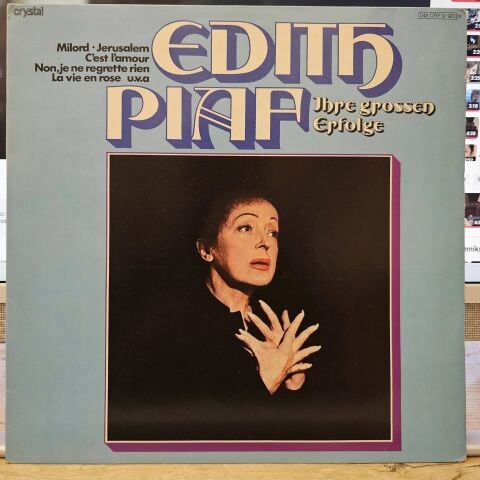 crystal
Milord · Jerusalem
C'est l'amour
Non, je ne regrette rien
La vie en rose u.v.a
EDITH
PIAF
Ihre grossen
Erfolge